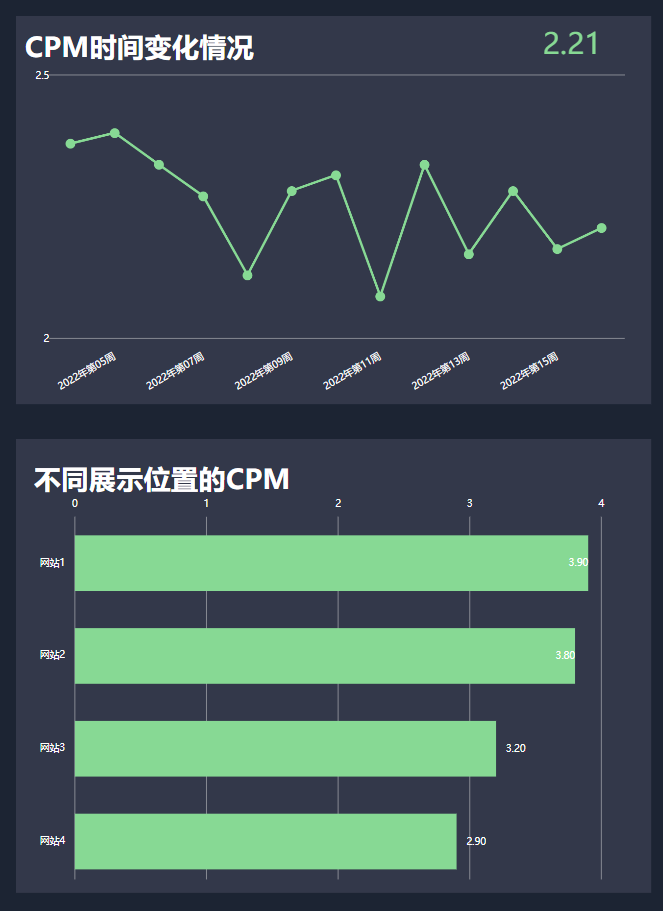 CPM时间变化情况
2.21
2.5
2
2022年第05周
2022年第07周
2022年第09周
2022年第11周
2022年第13周
2022年第15周
不同展示位置的CPM
0 1 2 3 4
网站1 3.90
网站2 3.80
网站3 3.20
网站4 2.90